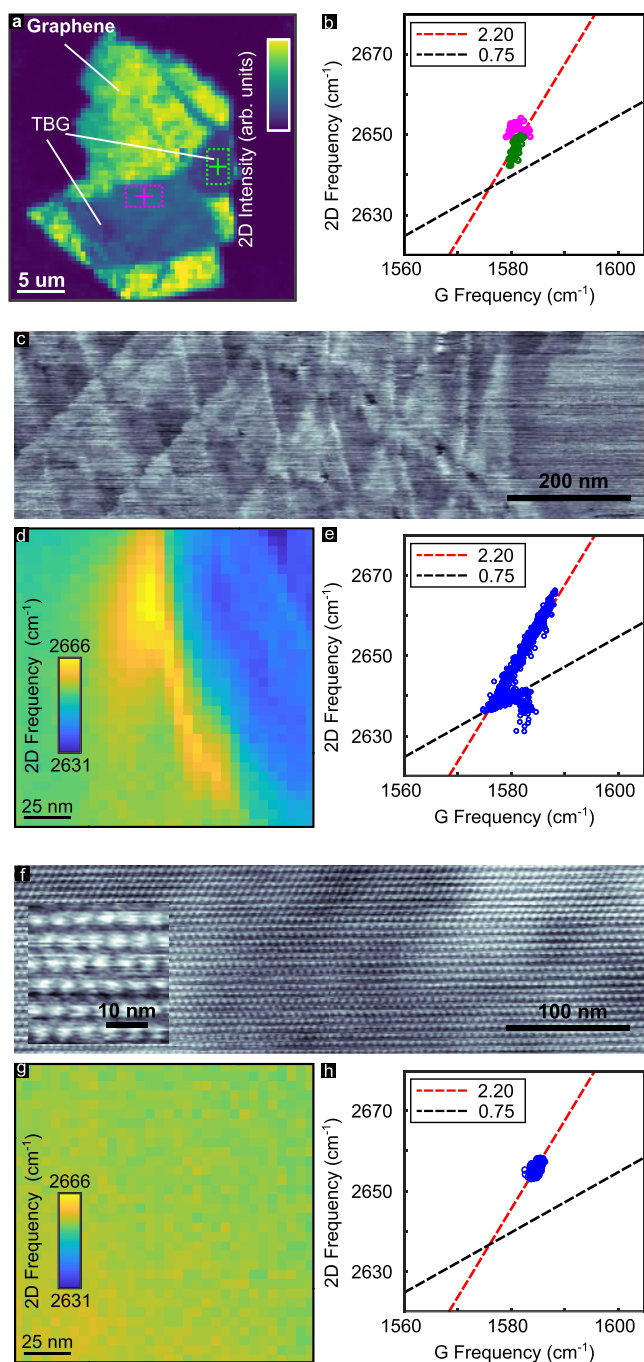 a
Graphene
TBG
5 um
2D Intensity (arb. units)
b
2.20
0.75
2670
2650
2630
2D Frequency (cm-1)
1560
1580
1600
G Frequency (cm-1)
c
200 nm
d
2D Frequency (cm-1)
2666
2631
25 nm
e
2.20
0.75
2670
2650
2630
2D Frequency (cm-1)
1560
1580
1600
G Frequency (cm-1)
f
10 nm
100 nm
g
2D Frequency (cm-1)
2666
2631
25 nm
h
2.20
0.75
2670
2650
2630
2D Frequency (cm-1)
1560
1580
1600
G Frequency (cm-1)